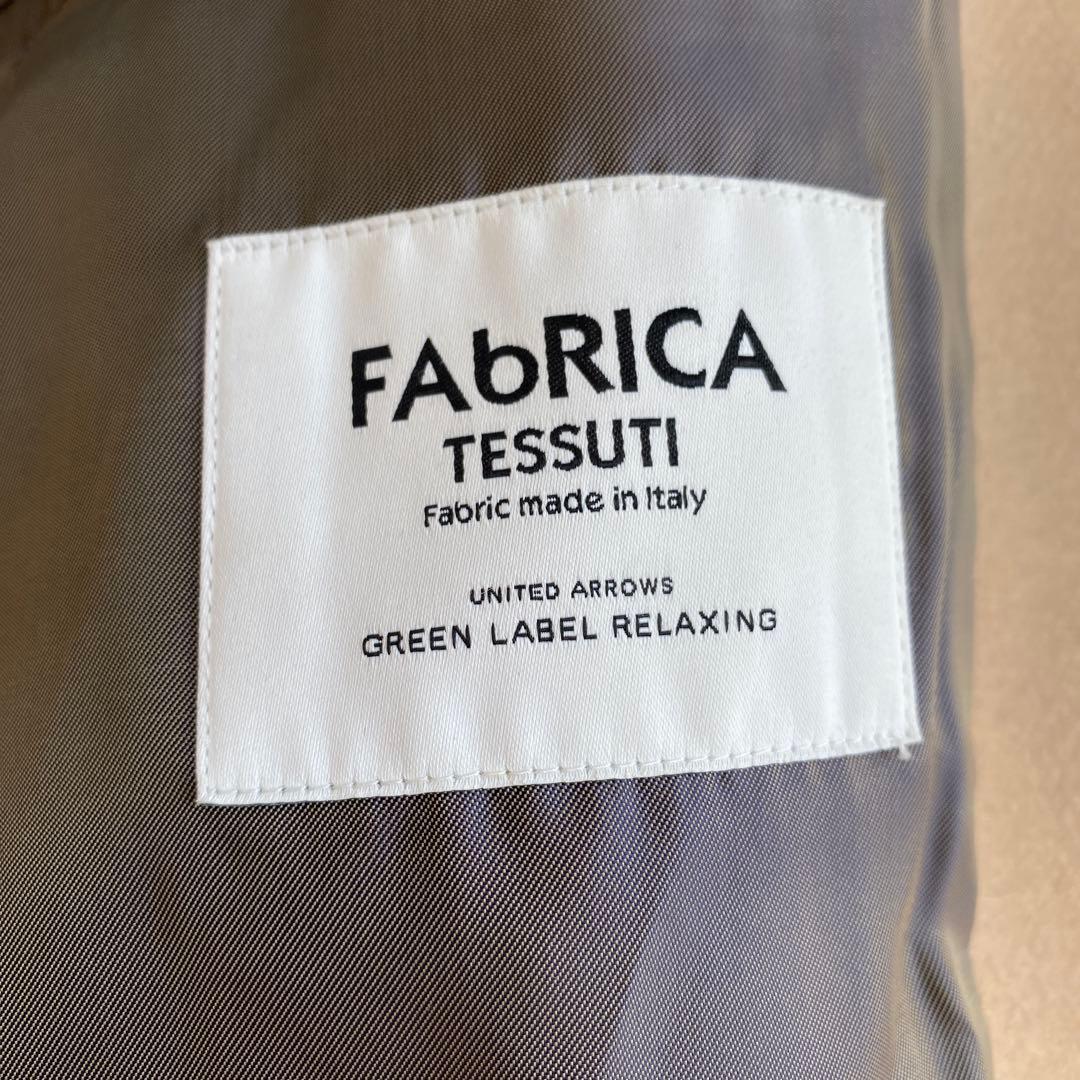 FAbRICA
TESSUTI
Fabric made in Italy
UNITED ARROWS
GREEN LABEL RELAXING